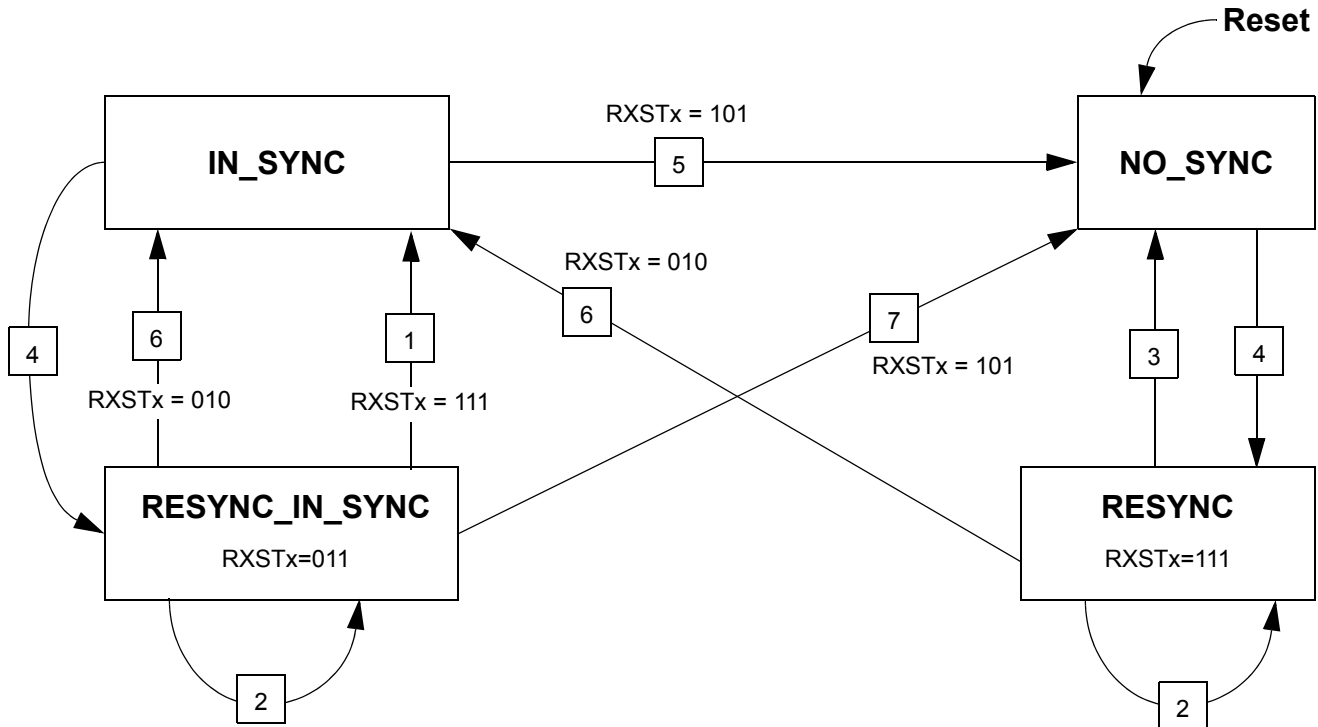 Reset
RXSTx = 101
IN_SYNC
5
NO_SYNC
RXSTx = 010
6
7
RXSTx = 101
4
6
1
3
4
RXSTx = 010
RXSTx = 111
RESYNC_IN_SYNC
RXSTx=011
RESYNC
RXSTx=111
2
2